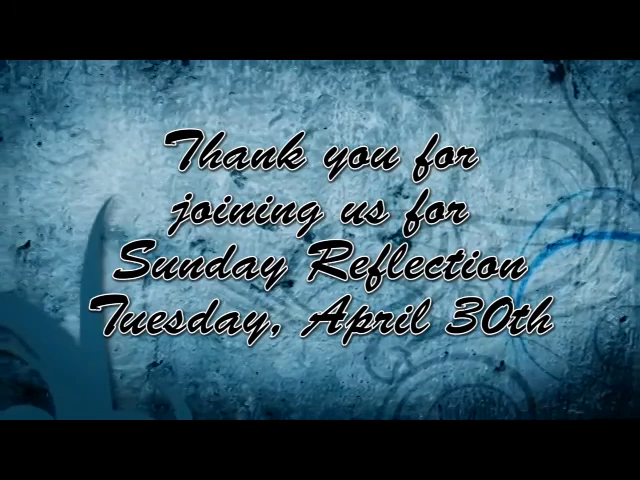 Thank you for
joining us for
Sunday Reflection
Tuesday, April 30th